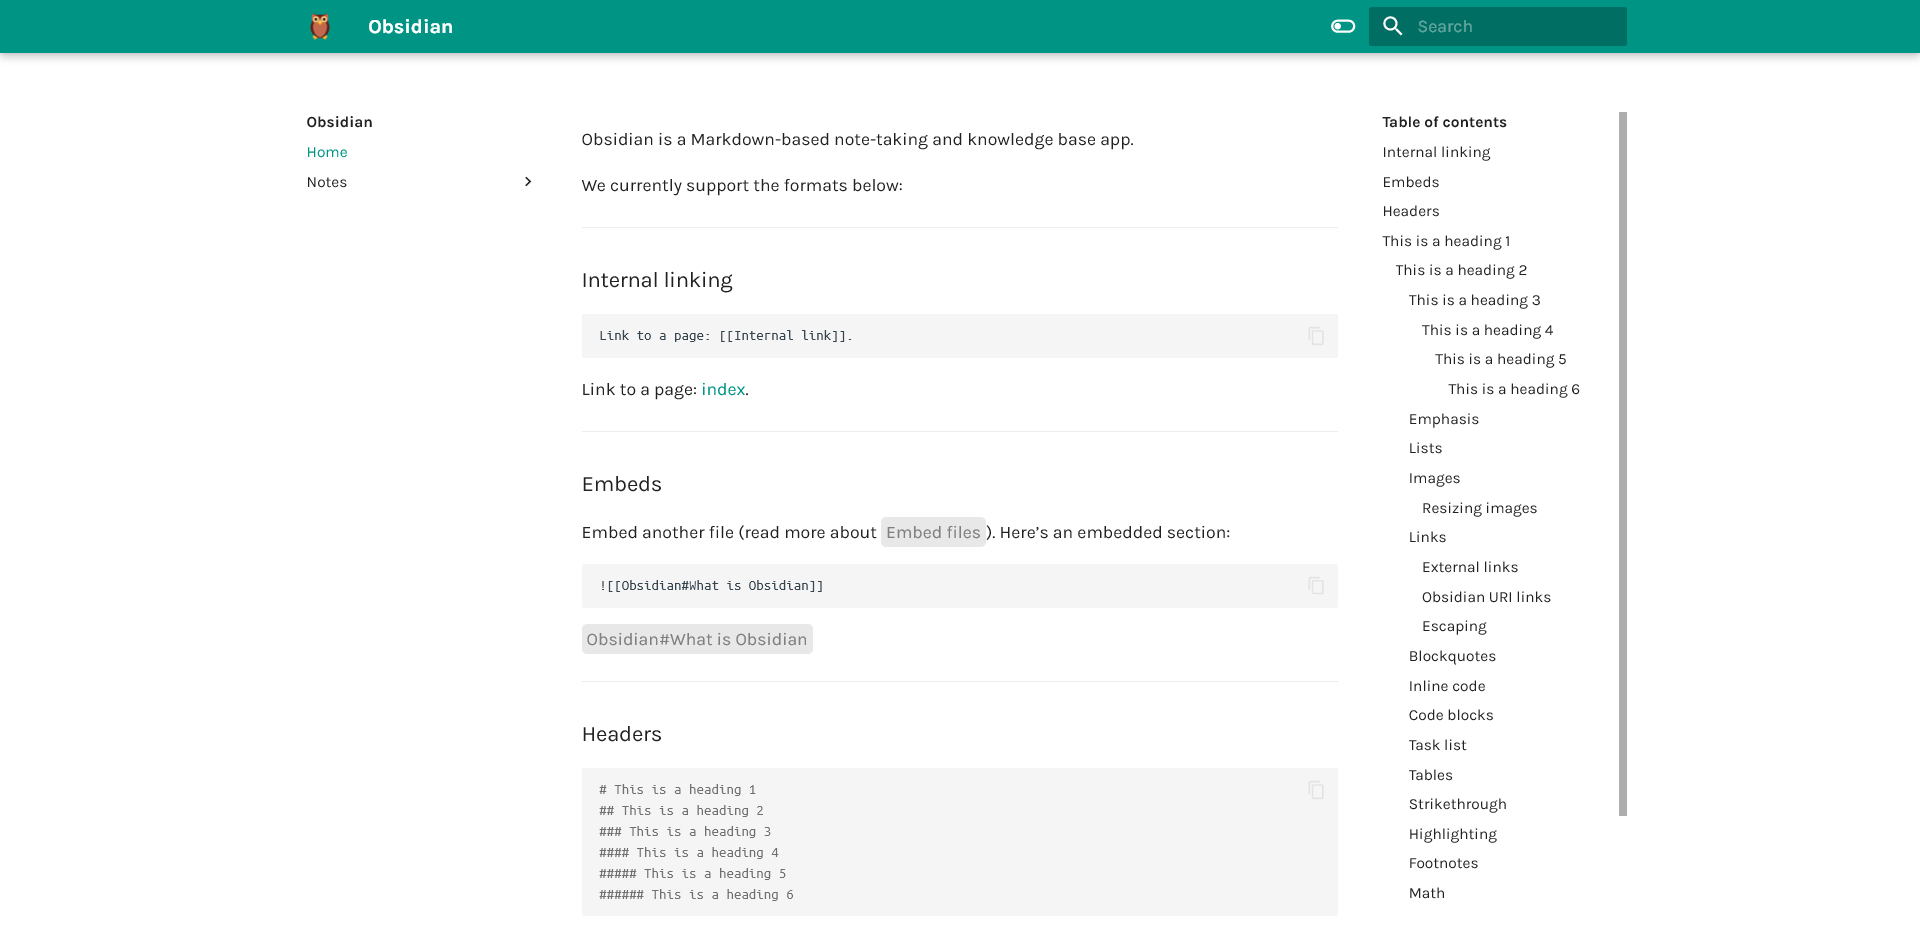 Obsidian
Search
Obsidian
Home
Notes
Obsidian is a Markdown-based note-taking and knowledge base app.
We currently support the formats below:
Internal linking
Link to a page: [[Internal link]].
Link to a page: index.
Embeds
Embed another file (read more about Embed files). Here’s an embedded section:
![[Obsidian#What is Obsidian]]
Obsidian#What is Obsidian
Headers
# This is a heading 1
## This is a heading 2
### This is a heading 3
#### This is a heading 4
##### This is a heading 5
###### This is a heading 6
Table of contents
Internal linking
Embeds
Headers
This is a heading 1
This is a heading 2
This is a heading 3
This is a heading 4
This is a heading 5
This is a heading 6
Emphasis
Lists
Images
Resizing images
Links
External links
Obsidian URI links
Escaping
Blockquotes
Inline code
Code blocks
Task list
Tables
Strikethrough
Highlighting
Footnotes
Math